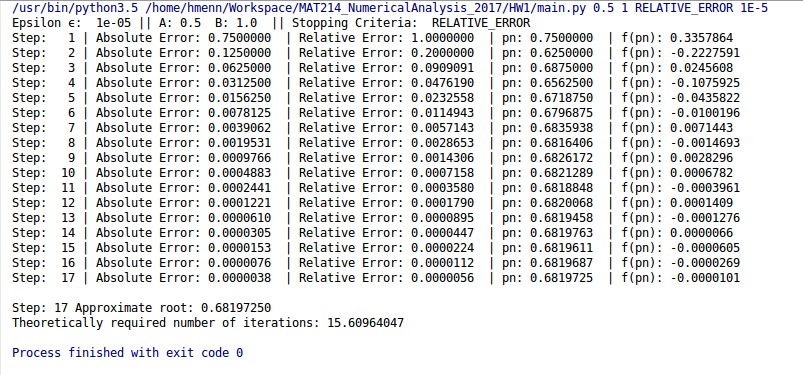 /usr/bin/python3.5 /home/hmenn/Workspace/MAT214_NumericalAnalysis_2017/HW1/main.py 0.5 1 RELATIVE_ERROR 1E-5
Epsilon ϵ:  1e-05 || A: 0.5  B: 1.0  || Stopping Criteria:  RELATIVE_ERROR
Step:   1 | Absolute Error: 0.7500000  | Relative Error: 1.0000000  | pn: 0.7500000  | f(pn): 0.3357864
Step:   2 | Absolute Error: 0.1250000  | Relative Error: 0.2000000  | pn: 0.6250000  | f(pn): -0.2227591
Step:   3 | Absolute Error: 0.0625000  | Relative Error: 0.0909091  | pn: 0.6875000  | f(pn): 0.0245608
Step:   4 | Absolute Error: 0.0312500  | Relative Error: 0.0476190  | pn: 0.6562500  | f(pn): -0.1075925
Step:   5 | Absolute Error: 0.0156250  | Relative Error: 0.0232558  | pn: 0.6718750  | f(pn): -0.0435822
Step:   6 | Absolute Error: 0.0078125  | Relative Error: 0.0114943  | pn: 0.6796875  | f(pn): -0.0100196
Step:   7 | Absolute Error: 0.0039062  | Relative Error: 0.0057143  | pn: 0.6835938  | f(pn): 0.0071443
Step:   8 | Absolute Error: 0.0019531  | Relative Error: 0.0028653  | pn: 0.6816406  | f(pn): -0.0014693
Step:   9 | Absolute Error: 0.0009766  | Relative Error: 0.0014306  | pn: 0.6826172  | f(pn): 0.0028296
Step:  10 | Absolute Error: 0.0004883  | Relative Error: 0.0007158  | pn: 0.6821289  | f(pn): 0.0006782
Step:  11 | Absolute Error: 0.0002441  | Relative Error: 0.0003580  | pn: 0.6818848  | f(pn): -0.0003961
Step:  12 | Absolute Error: 0.0001221  | Relative Error: 0.0001790  | pn: 0.6820068  | f(pn): 0.0001409
Step:  13 | Absolute Error: 0.0000610  | Relative Error: 0.0000895  | pn: 0.6819458  | f(pn): -0.0001276
Step:  14 | Absolute Error: 0.0000305  | Relative Error: 0.0000447  | pn: 0.6819763  | f(pn): 0.0000066
Step:  15 | Absolute Error: 0.0000153  | Relative Error: 0.0000224  | pn: 0.6819611  | f(pn): -0.0000605
Step:  16 | Absolute Error: 0.0000076  | Relative Error: 0.0000112  | pn: 0.6819687  | f(pn): -0.0000269
Step:  17 | Absolute Error: 0.0000038  | Relative Error: 0.0000056  | pn: 0.6819725  | f(pn): -0.0000101
Step: 17 Approximate root: 0.68197250
Theoretically required number of iterations: 15.60964047
Process finished with exit code 0